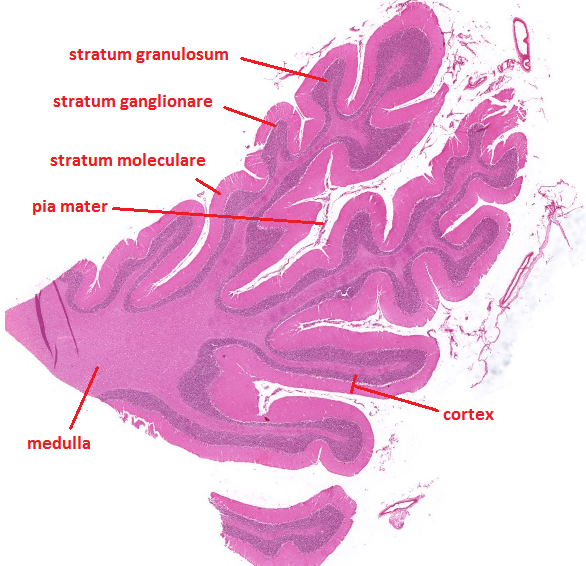 stratum granulosum
stratum ganglionare
stratum moleculare
pia mater
cortex
medulla